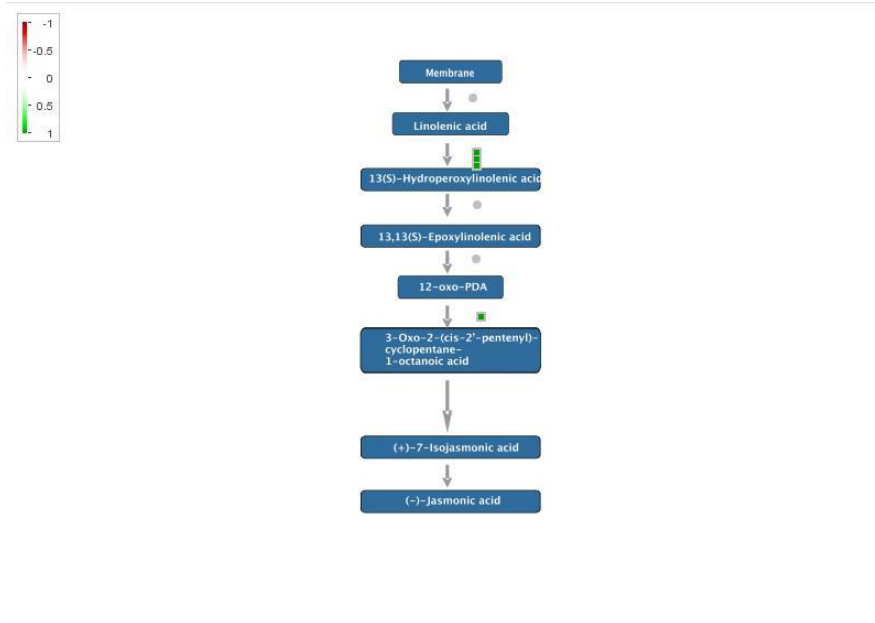 -1
-0.5
0
0.5
1
Membrane
Linolenic acid
13(S)-Hydroperoxylinolenic acid
13,13(S)-Epoxylinolenic acid
12-oxo-PDA
3-Oxo-2-(cis-2'-pentenyl)-
cyclopentane-
1-octanoic acid
(+)-7-Isojasmonic acid
(-)-Jasmonic acid